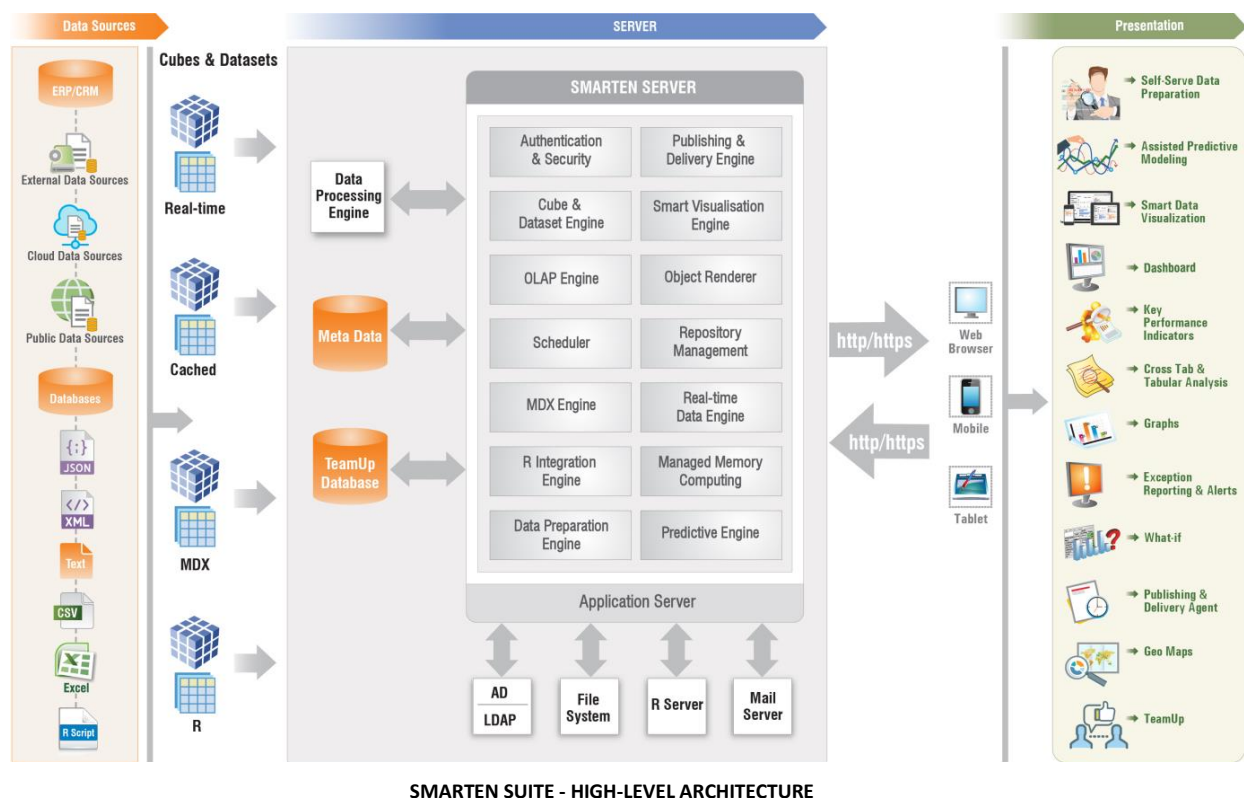 Data Sources
SERVER
Presentation
ERP/CRM
External Data Sources
Cloud Data Sources
Public Data Sources
Databases
{;}
JSON
</>
XML
Text
CSV
Excel
R Script
Cubes & Datasets
Real-time
Cached
MDX
R
Data
Processing
Engine
Meta Data
TeamUp
Database
SMARTEN SERVER
Authentication
& Security
Publishing &
Delivery Engine
Cube &
Dataset Engine
Smart Visualisation
Engine
OLAP Engine
Object Renderer
Scheduler
Repository
Management
MDX Engine
Real-time
Data Engine
R Integration
Engine
Managed Memory
Computing
Data Preparation
Engine
Predictive Engine
Application Server
AD
LDAP
File
System
R Server
Mail
Server
http/https
http/https
Web
Browser
Mobile
Tablet
Self-Serve Data
Preparation
Assisted Predictive
Modeling
Smart Data
Visualization
Dashboard
Key
Performance
Indicators
Cross Tab &
Tabular Analysis
Graphs
Exception
Reporting & Alerts
What-if
Publishing &
Delivery Agent
Geo Maps
TeamUp
SMARTEN SUITE - HIGH-LEVEL ARCHITECTURE